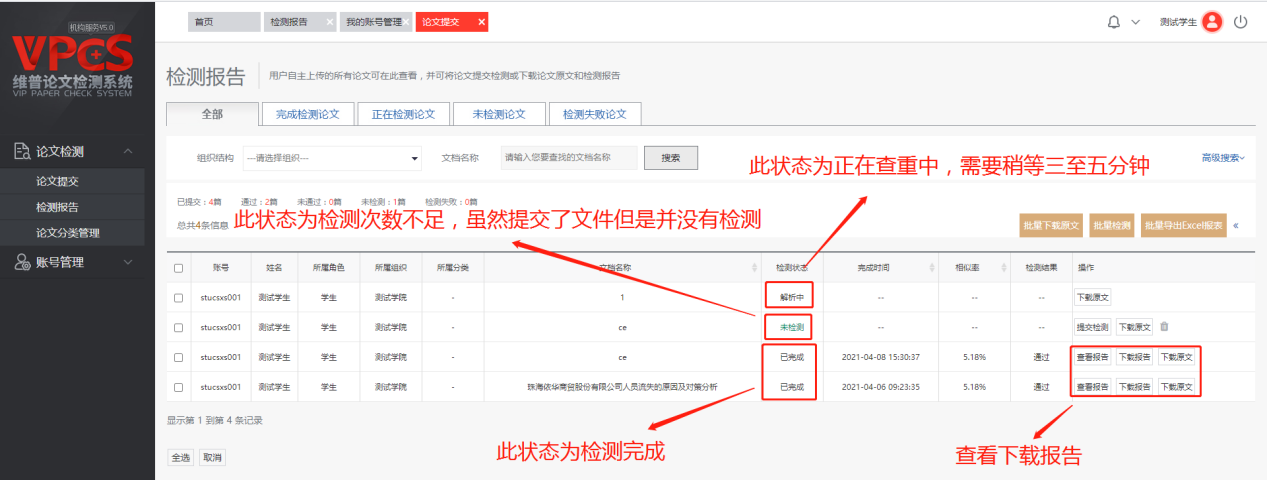 机构服务V5.0
VPCS
维普论文检测系统
VIP PAPER CHECK SYSTEM
论文检测
论文提交
检测报告
论文分类管理
账号管理
首页 检测报告 × 我的账号管理 × 论文提交 ×
测试学生
检测报告 用户自主上传的所有论文可在此查看，并可将论文提交检测或下载论文原文和检测报告
全部 完成检测论文 正在检测论文 未检测论文 检测失败论文
组织结构 ---请选择组织--- 文档名称 请输入您要查找的文档名称 搜索 高级搜索
此状态为正在查重中，需要稍等三至五分钟
已提交：4篇 通过：2篇 未通过：0篇 未检测：1篇 检测失败：0篇
总共4条信息
此状态为检测次数不足，虽然提交了文件但是并没有检测
批量下载原文 批量检测 批量导出Excel报表 «
账号 姓名 所属角色 所属组织 所属分类 文档名称 检测状态 完成时间 相似率 检测结果 操作
stucsxs001 测试学生 学生 测试学院 - 1 解析中 -- -- -- 下载原文
stucsxs001 测试学生 学生 测试学院 - ce 未检测 -- -- -- 提交检测 下载原文
stucsxs001 测试学生 学生 测试学院 - ce 已完成 2021-04-08 15:30:37 5.18% 通过 查看报告 下载报告 下载原文
stucsxs001 测试学生 学生 测试学院 - 珠海依华商贸股份有限公司人员流失的原因及对策分析 已完成 2021-04-06 09:23:35 5.18% 通过 查看报告 下载报告 下载原文
显示第 1 到第 4 条记录
此状态为检测完成
查看下载报告
全选 取消